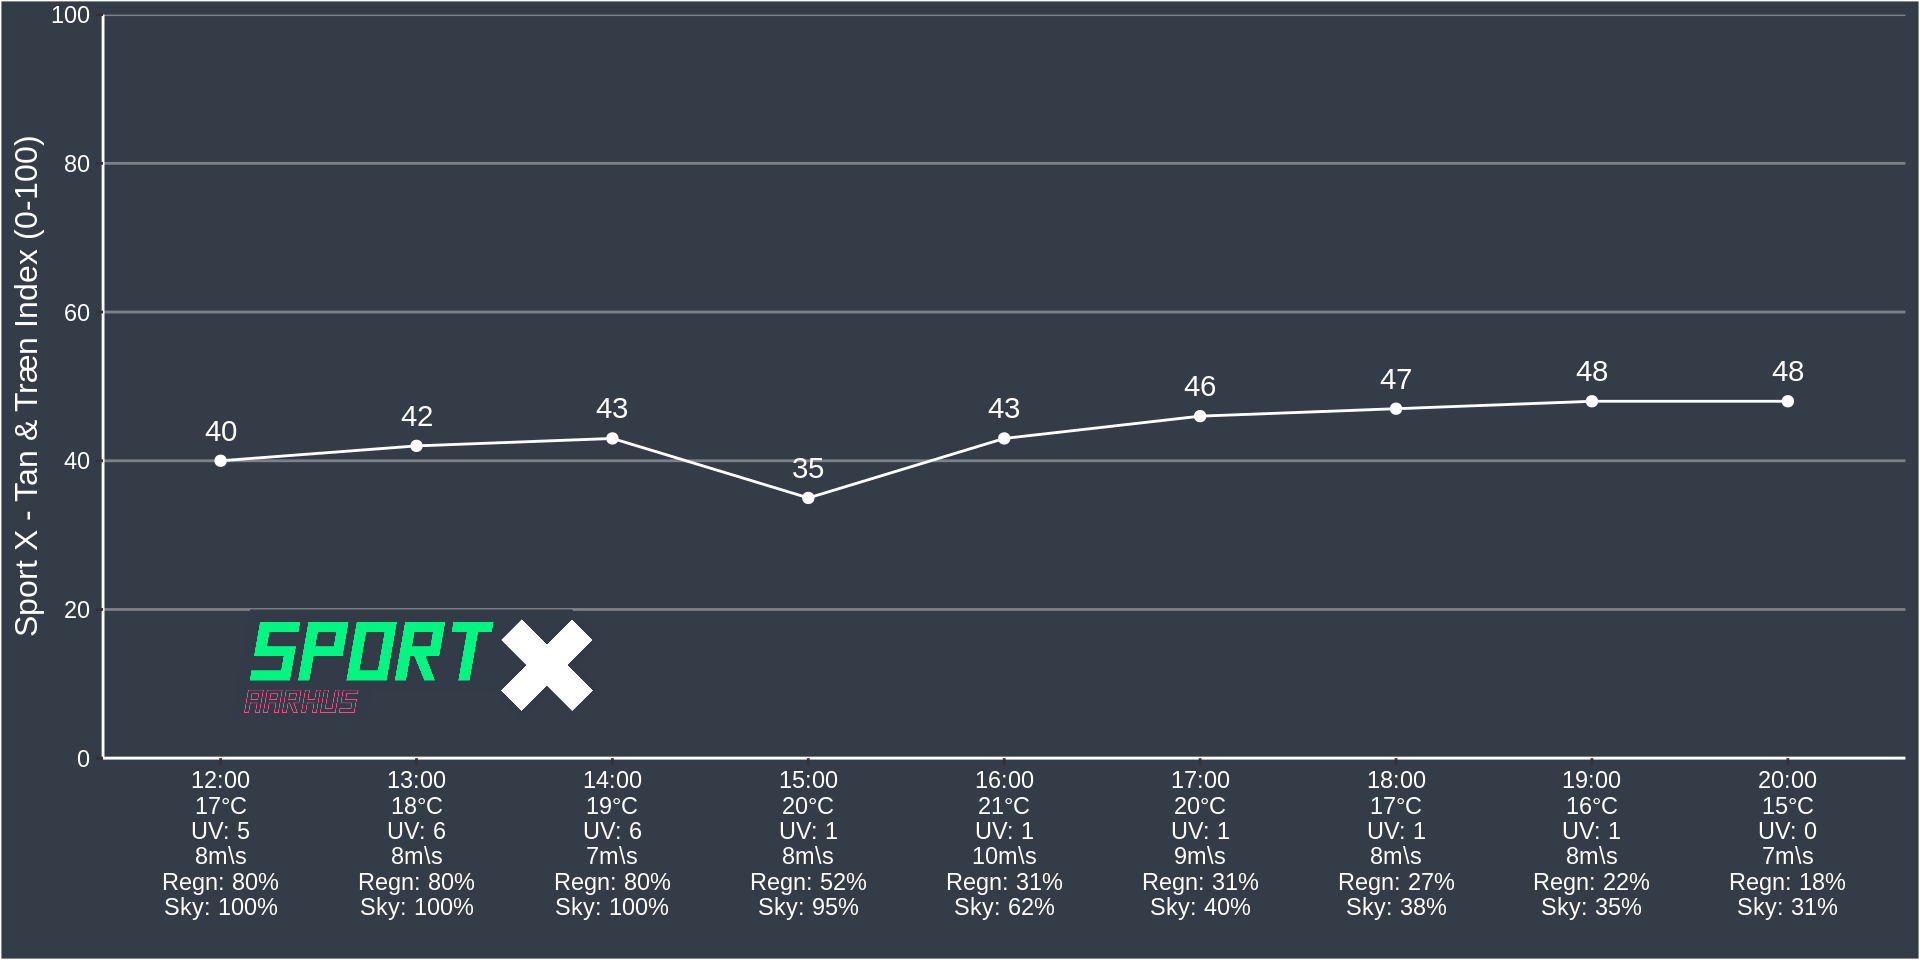 Sport X - Tan & Træn Index (0-100)
100
80
60
40
20
0
40 42 43 35 43 46 47 48 48
SPORT X
AARHUS
12:00 13:00 14:00 15:00 16:00 17:00 18:00 19:00 20:00
17°C 18°C 19°C 20°C 21°C 20°C 17°C 16°C 15°C
UV: 5 UV: 6 UV: 6 UV: 1 UV: 1 UV: 1 UV: 1 UV: 1 UV: 0
8m\s 8m\s 7m\s 8m\s 10m\s 9m\s 8m\s 8m\s 7m\s
Regn: 80% Regn: 80% Regn: 80% Regn: 52% Regn: 31% Regn: 31% Regn: 27% Regn: 22% Regn: 18%
Sky: 100% Sky: 100% Sky: 100% Sky: 95% Sky: 62% Sky: 40% Sky: 38% Sky: 35% Sky: 31%